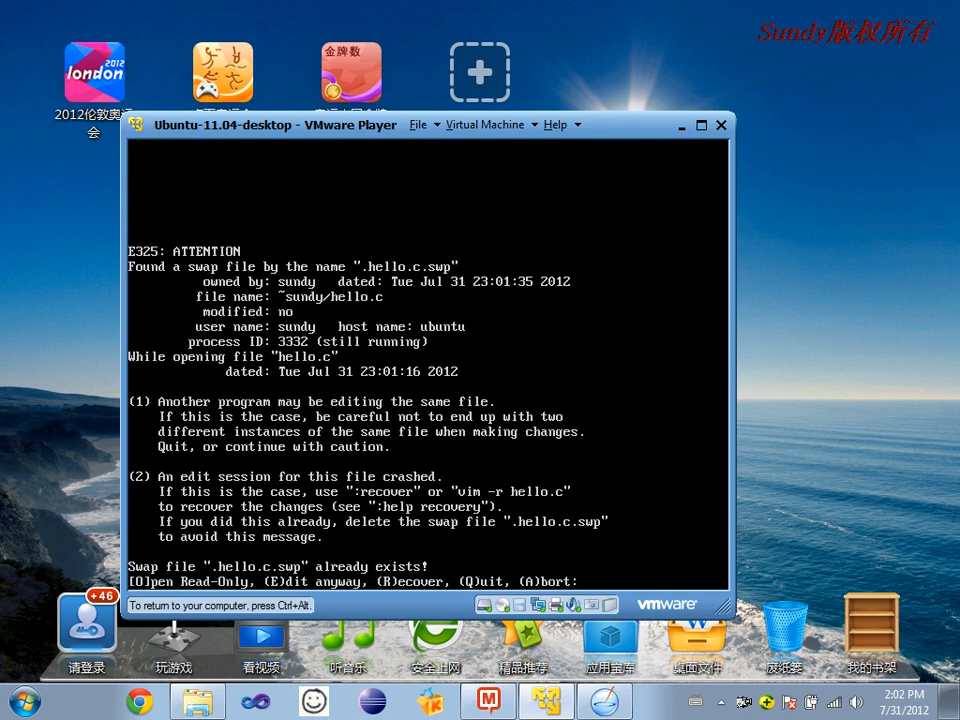 Sundy版权所有
2012
london
金牌数
2012伦敦奥运
会
Ubuntu-11.04-desktop - VMware Player File Virtual Machine Help
E325: ATTENTION
Found a swap file by the name ".hello.c.swp"
owned by: sundy dated: Tue Jul 31 23:01:35 2012
file name: ~sundy/hello.c
modified: no
user name: sundy host name: ubuntu
process ID: 3332 (still running)
While opening file "hello.c"
dated: Tue Jul 31 23:01:16 2012
(1) Another program may be editing the same file.
If this is the case, be careful not to end up with two
different instances of the same file when making changes.
Quit, or continue with caution.
(2) An edit session for this file crashed.
If this is the case, use ":recover" or "vim -r hello.c"
to recover the changes (see ":help recovery").
If you did this already, delete the swap file ".hello.c.swp"
to avoid this message.
Swap file ".hello.c.swp" already exists!
[O]pen Read-Only, (E)dit anyway, (R)ecover, (Q)uit, (A)bort:
To return to your computer, press Ctrl+Alt.
vmware
+46
请登录 玩游戏 看视频 听音乐 安全上网 精品推荐 应用宝库 桌面文件 废纸篓 我的书架
2:02 PM
7/31/2012